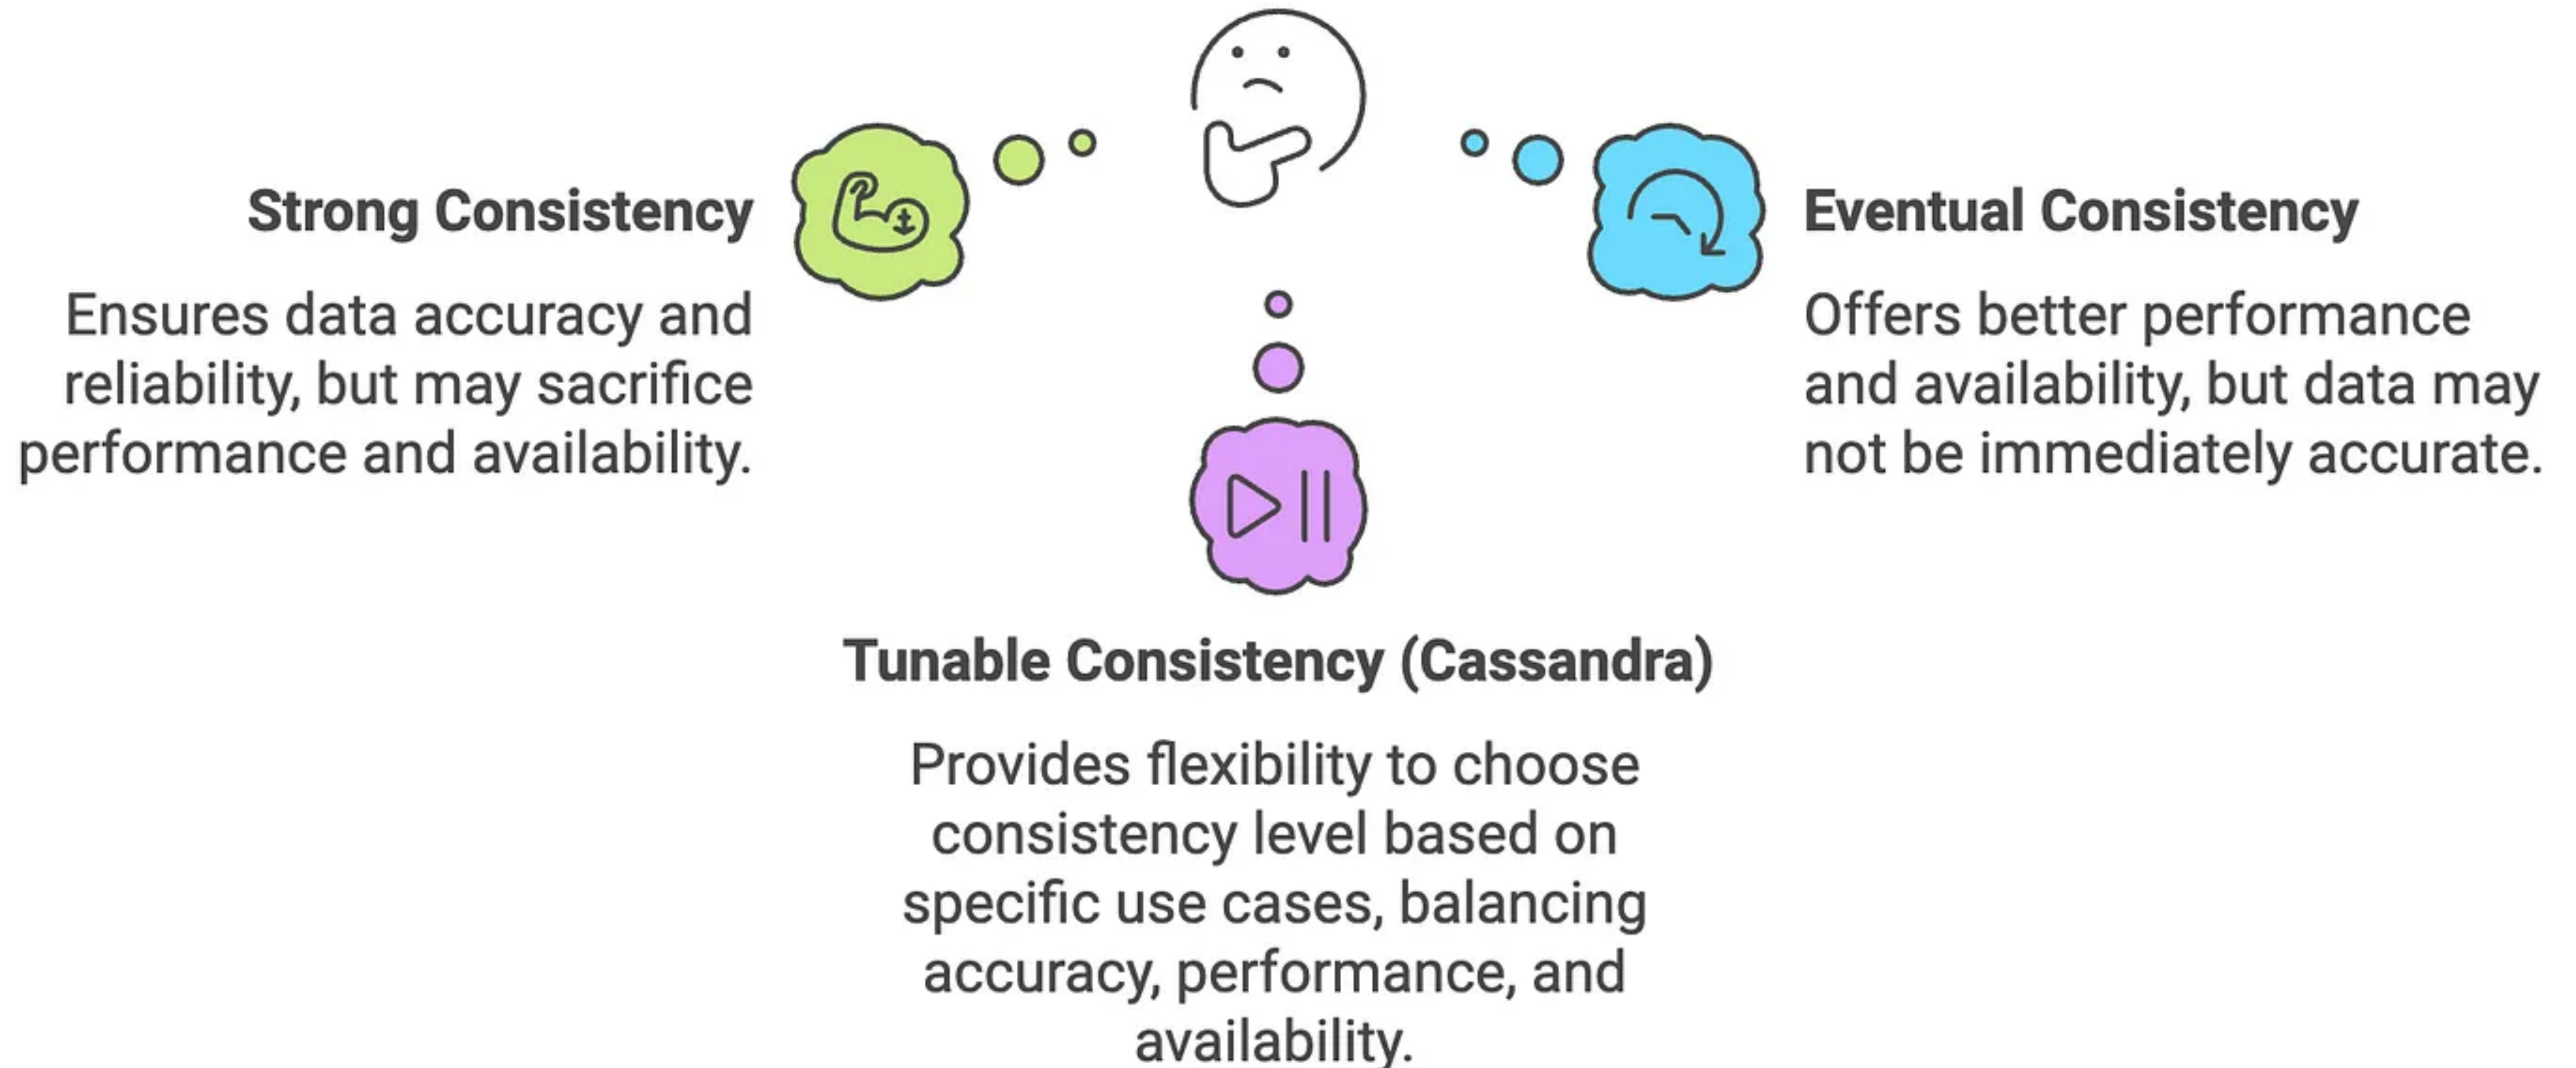 Strong Consistency
Ensures data accuracy and
reliability, but may sacrifice
performance and availability.
Eventual Consistency
Offers better performance
and availability, but data may
not be immediately accurate.
Tunable Consistency (Cassandra)
Provides flexibility to choose
consistency level based on
specific use cases, balancing
accuracy, performance, and
availability.